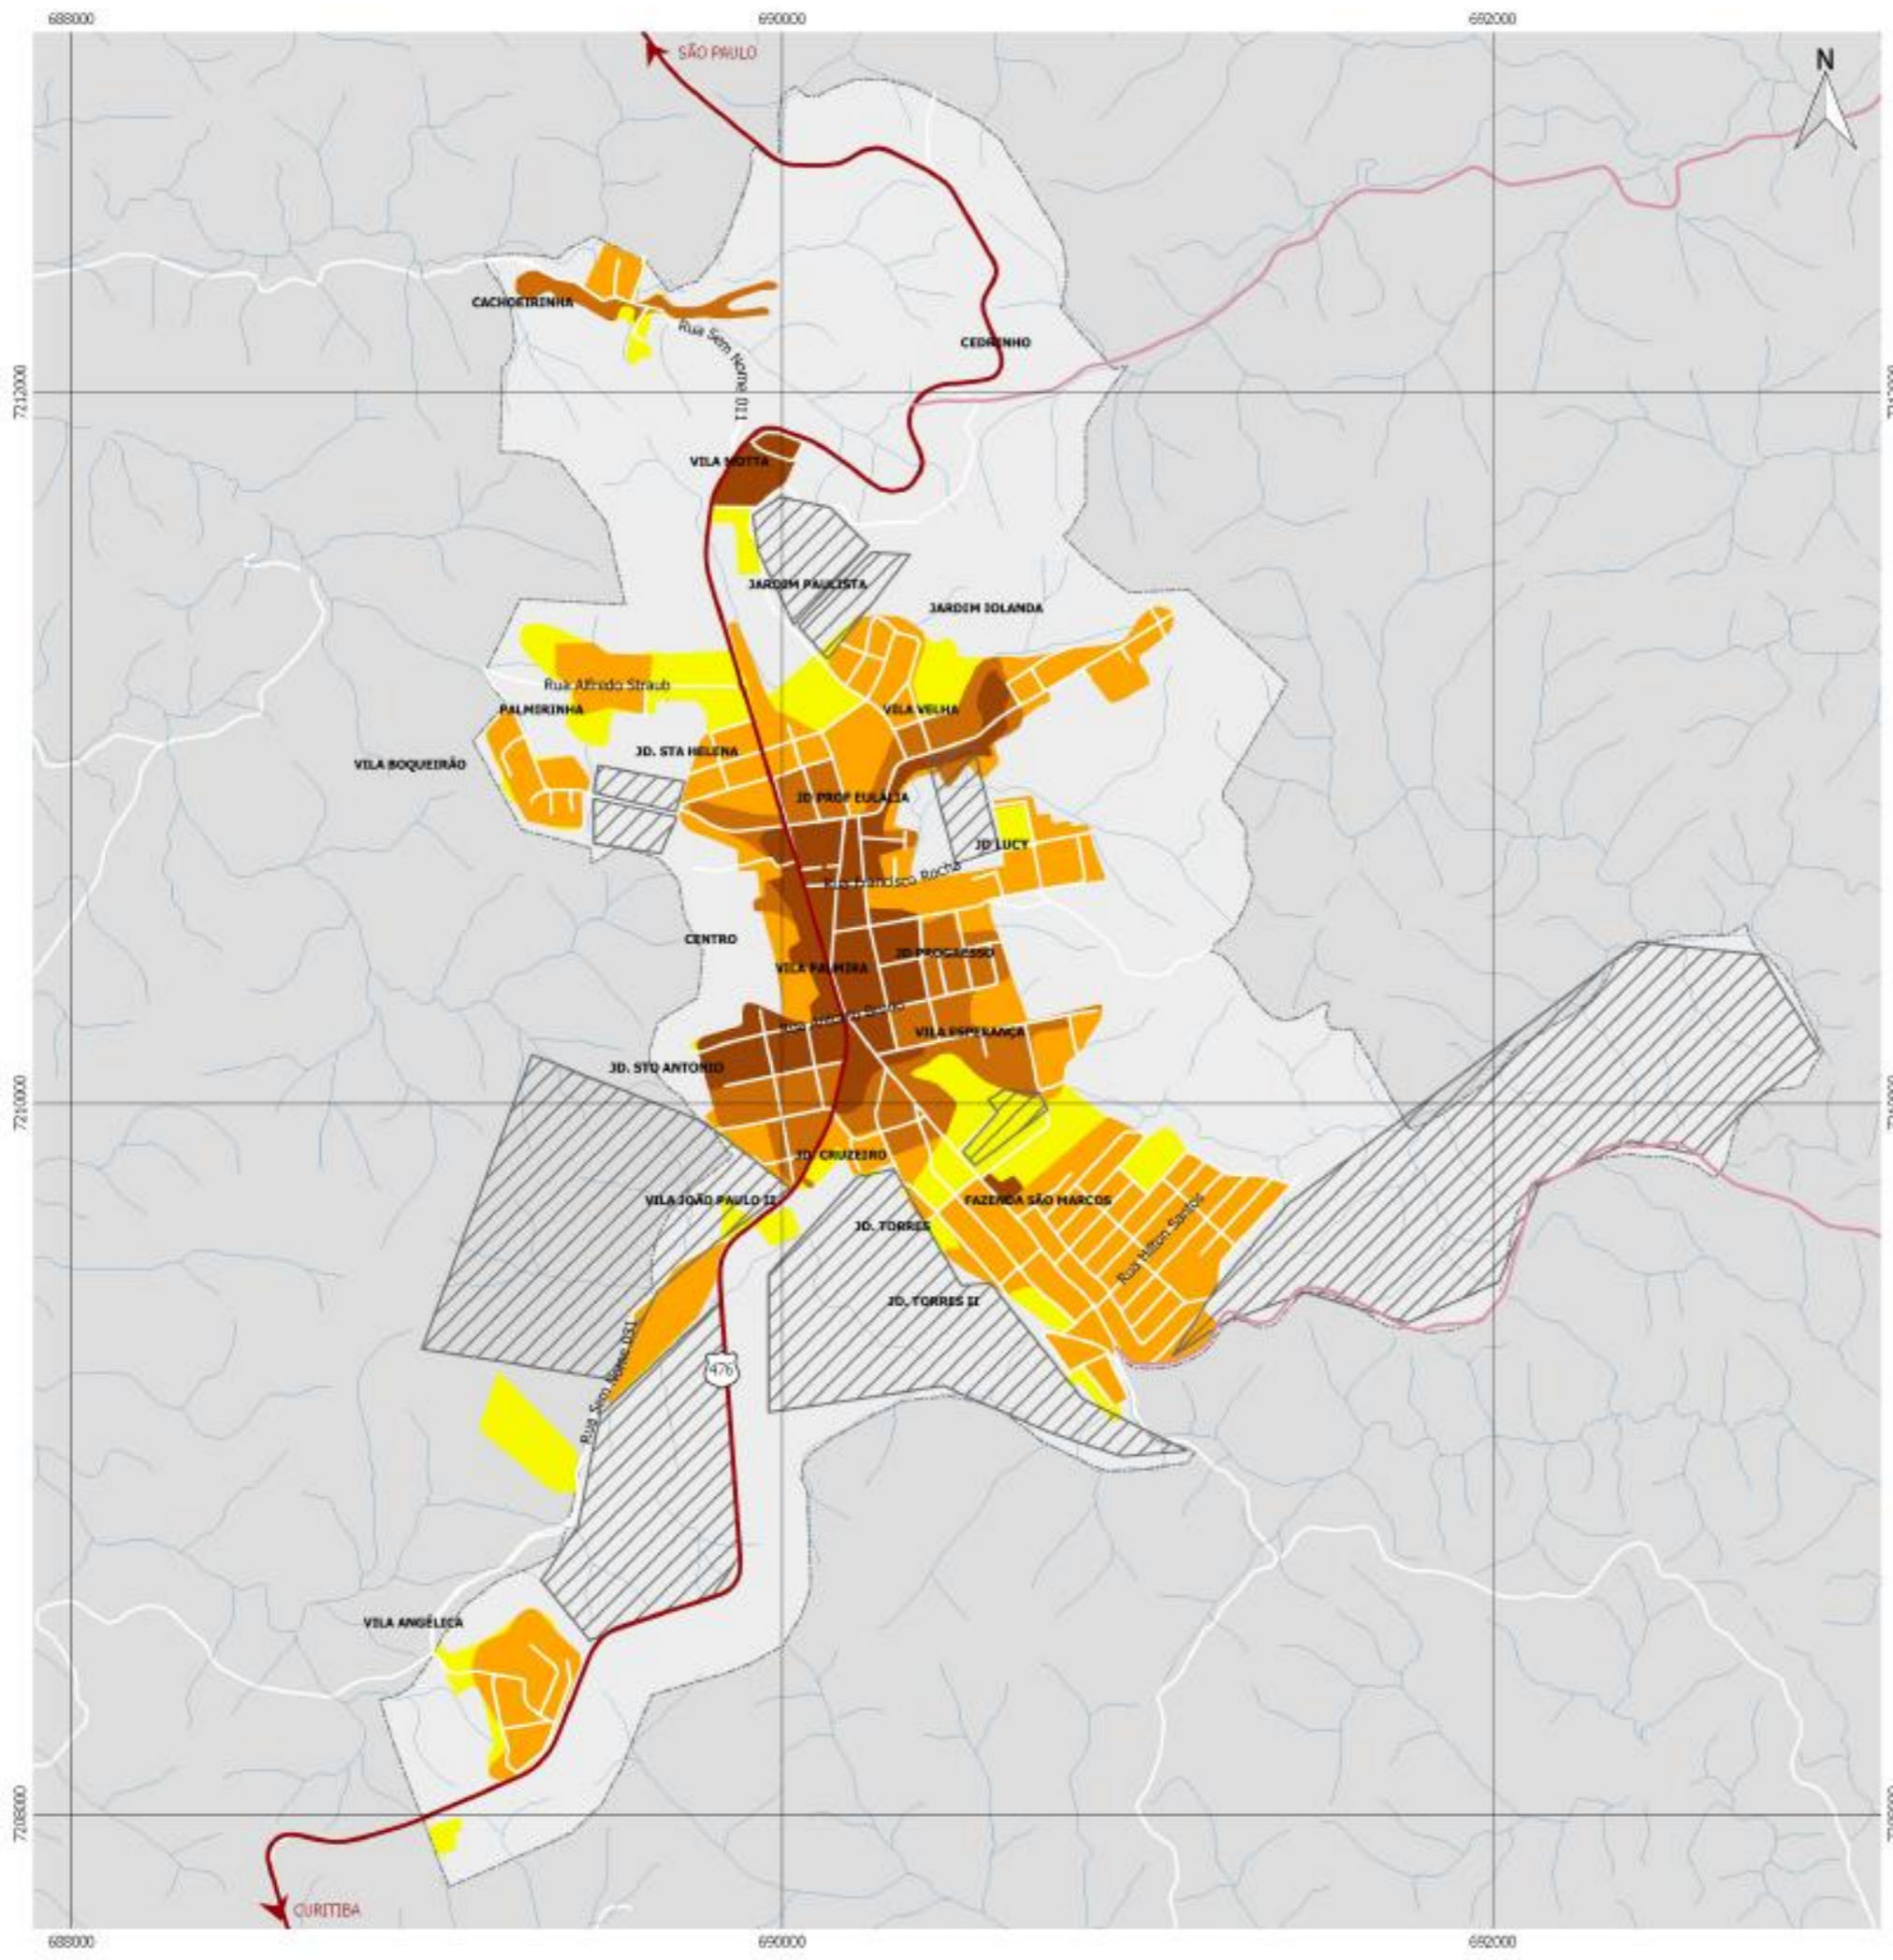 688000
690000
692000
SÃO PAULO
N
CACHOEIRINHA
Rua Sem Nome 011
CEDRINHO
7212000
VILA MOTTA
JARDIM PAULISTA
JARDIM IOLANDA
Rua Alfredo Straub
PALMIRINHA
VILA VELHA
JD. STA HELENA
VILA BOQUEIRÃO
JD PROF EULÁLIA
JD LUCY
Rua Francisco Rocha
CENTRO
JD PROGRESSO
VILA PALMIRA
VILA ESPERANÇA
JD. STO ANTONIO
7210000
JD. CRUZEIRO
VILA JOÃO PAULO II
FAZENDA SÃO MARCOS
JD. TORRES
Rua Hilton Santos
JD. TORRES II
Rua Sem Nome 031
476
VILA ANGÉLICA
7208000
CURITIBA
688000
690000
692000